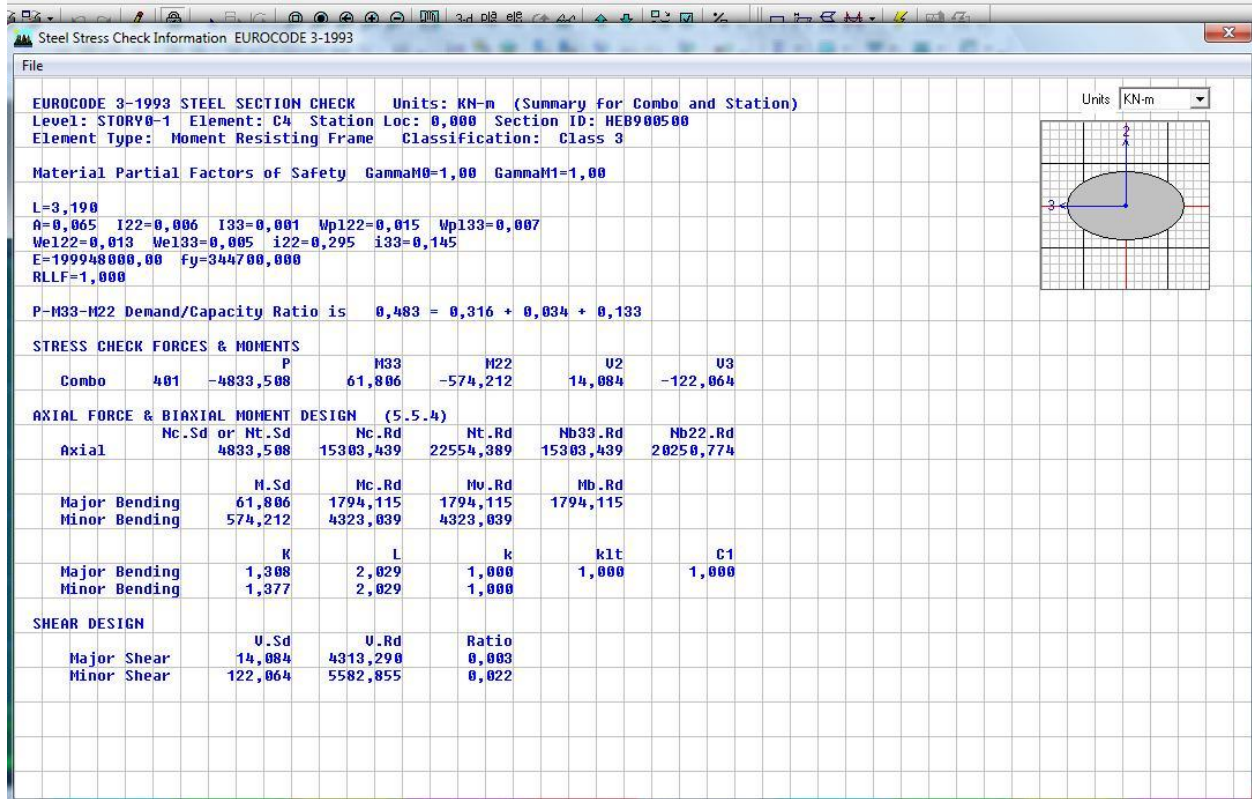 3-d
Steel Stress Check Information EUROCODE 3-1993
File
EUROCODE 3-1993 STEEL SECTION CHECK Units: KN-m (Summary for Combo and Station)
Level: STORY0-1 Element: C4 Station Loc: 0,000 Section ID: HEB900500
Element Type: Moment Resisting Frame Classification: Class 3
Material Partial Factors of Safety GammaM0=1,00 GammaM1=1,00
L=3,190
A=0,065 I22=0,006 I33=0,001 Wpl22=0,015 Wpl33=0,007
Wel22=0,013 Wel33=0,005 i22=0,295 i33=0,145
E=199948000,00 fy=344700,000
RLLF=1,000
P-M33-M22 Demand/Capacity Ratio is 0,483 = 0,316 + 0,034 + 0,133
STRESS CHECK FORCES & MOMENTS
P M33 M22 V2 V3
Combo 401 -4833,508 61,806 -574,212 14,084 -122,064
AXIAL FORCE & BIAXIAL MOMENT DESIGN (5.5.4)
Nc.Sd or Nt.Sd Nc.Rd Nt.Rd Nb33.Rd Nb22.Rd
Axial 4833,508 15303,439 22554,389 15303,439 20250,774
M.Sd Mc.Rd Mv.Rd Mb.Rd
Major Bending 61,806 1794,115 1794,115 1794,115
Minor Bending 574,212 4323,039 4323,039
K L k klt C1
Major Bending 1,308 2,029 1,000 1,000 1,000
Minor Bending 1,377 2,029 1,000
SHEAR DESIGN
V.Sd V.Rd Ratio
Major Shear 14,084 4313,290 0,003
Minor Shear 122,064 5582,855 0,022
Units KN-m
2
3